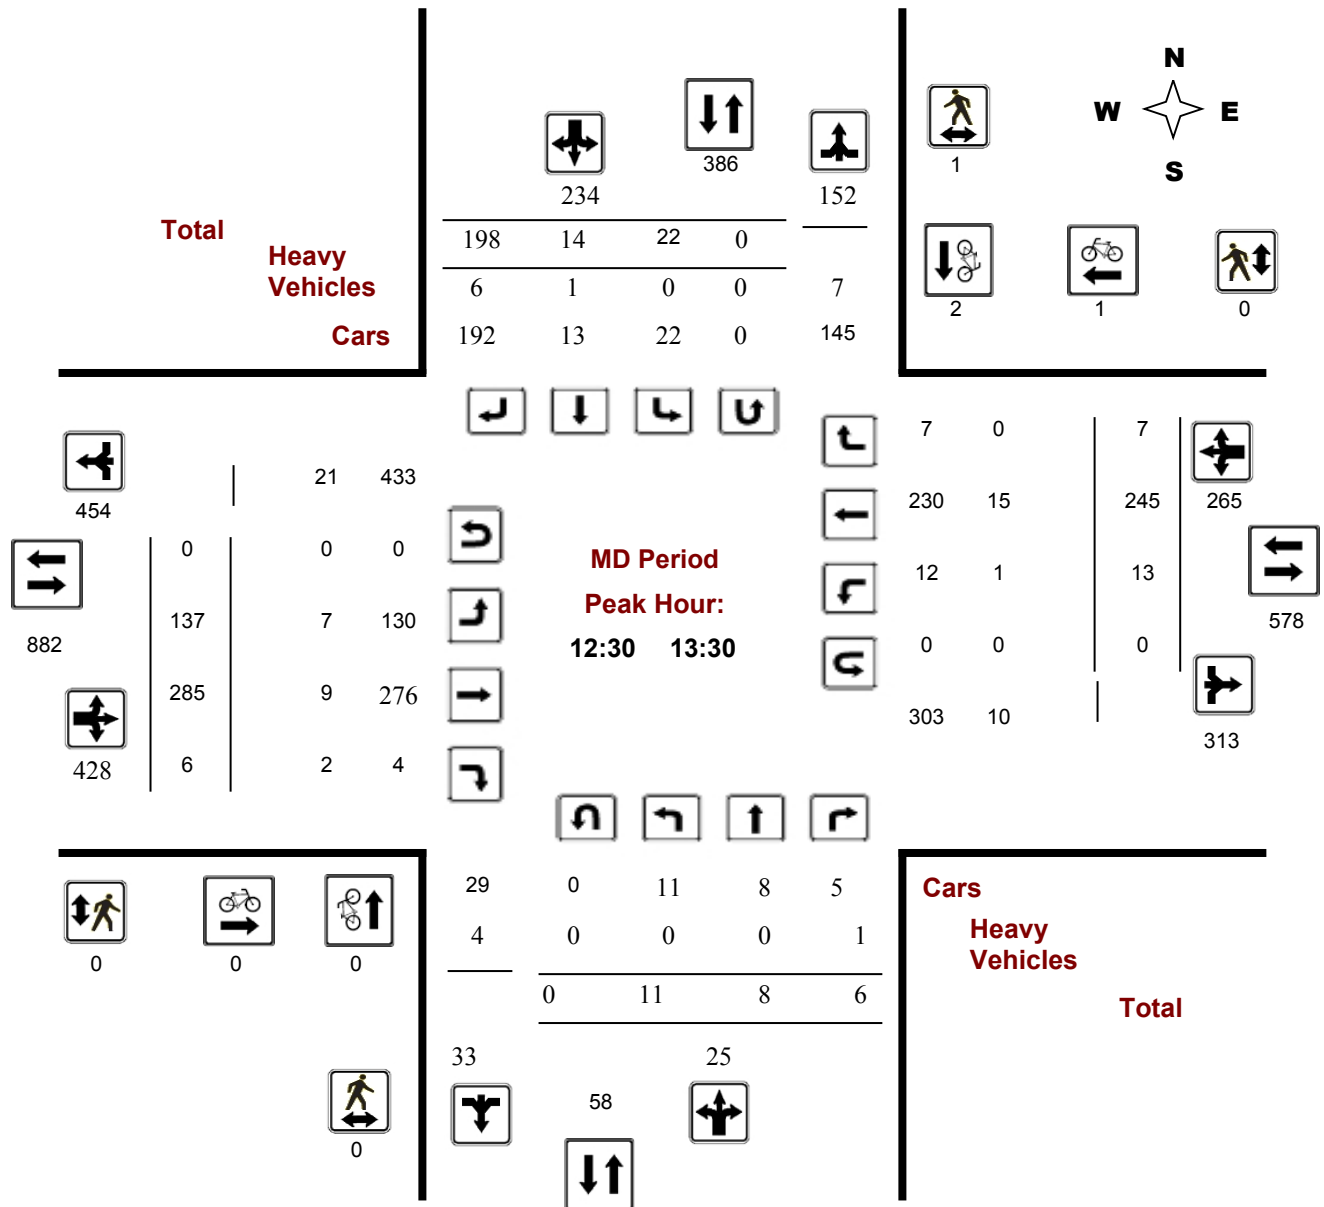 N
W E
S
386
1
234 152
Total
198 14 22 0
Heavy
Vehicles
6 1 0 0 7
2 1 0
Cars
192 13 22 0 145
7 0 7
21 433
454
230 15 245 265
0 0 0
MD Period
12 1 13
Peak Hour:
137 7 130
578
882
12:30 13:30
0 0 0
285 9 276
303 10
313
428 6 2 4
29 0 11 8 5
Cars
4 0 0 0 1
Heavy
Vehicles
0 0 0
0 11 8 6
Total
33 25
58
0